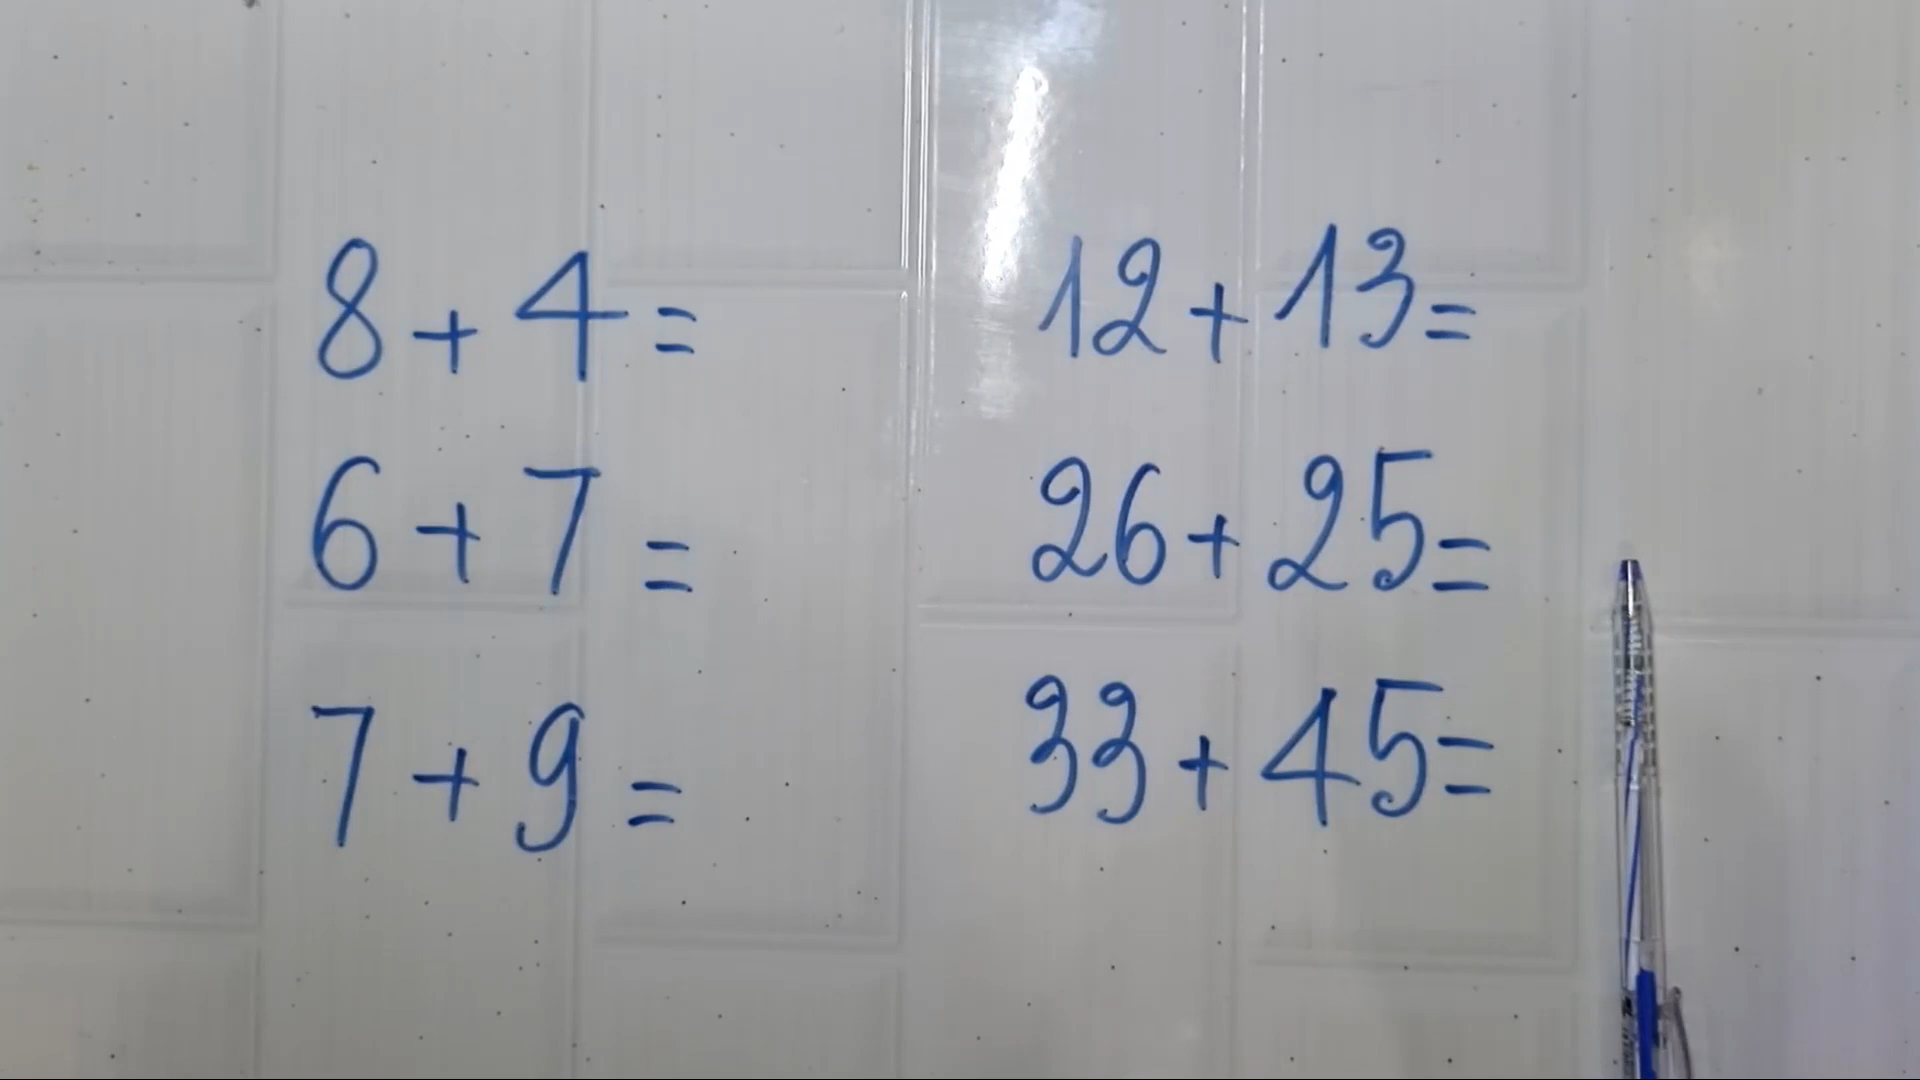 8 + 4 =
6 + 7 =
7 + 9 =
12 + 13 =
26 + 25 =
33 + 45 =